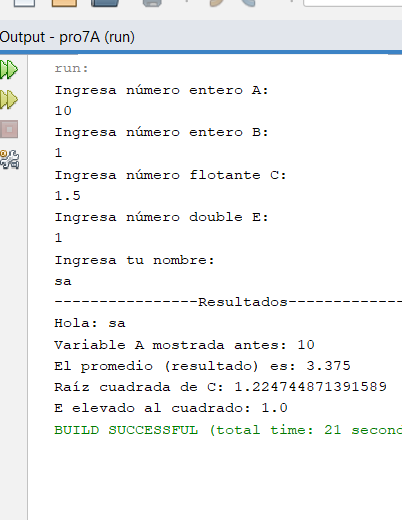 Output - pro7A (run)
run:
Ingresa número entero A:
10
Ingresa número entero B:
1
Ingresa número flotante C:
1.5
Ingresa número double E:
1
Ingresa tu nombre:
sa
----------------Resultados-------------
Hola: sa
Variable A mostrada antes: 10
El promedio (resultado) es: 3.375
Raíz cuadrada de C: 1.224744871391589
E elevado al cuadrado: 1.0
BUILD SUCCESSFUL (total time: 21 second